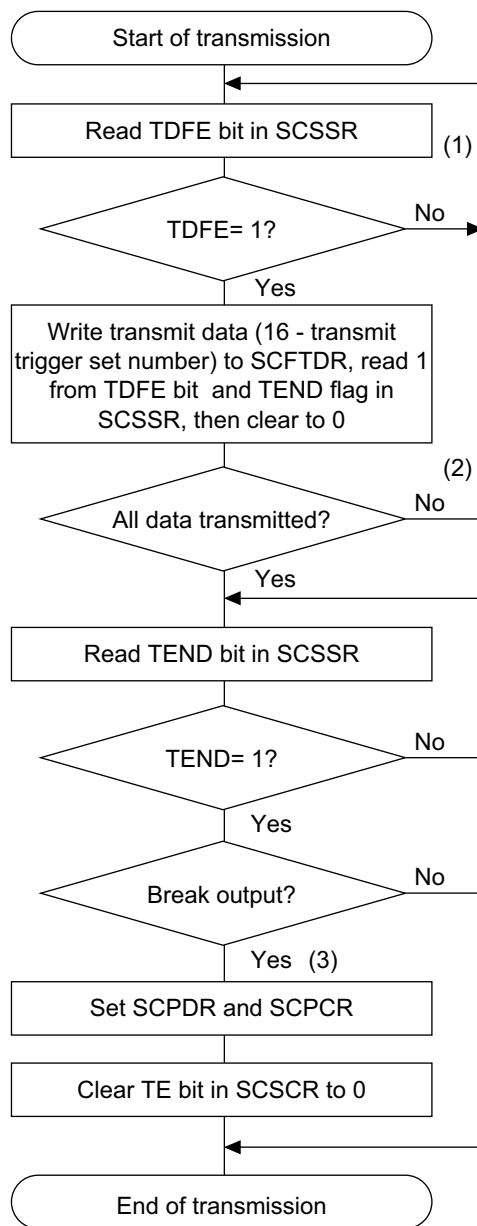 Start of transmission
Read TDFE bit in SCSSR
(1)
TDFE= 1?
No
Yes
Write transmit data (16 - transmit
trigger set number) to SCFTDR, read 1
from TDFE bit and TEND flag in
SCSSR, then clear to 0
(2)
All data transmitted?
No
Yes
Read TEND bit in SCSSR
TEND= 1?
No
Yes
Break output?
No
Yes (3)
Set SCPDR and SCPCR
Clear TE bit in SCSCR to 0
End of transmission